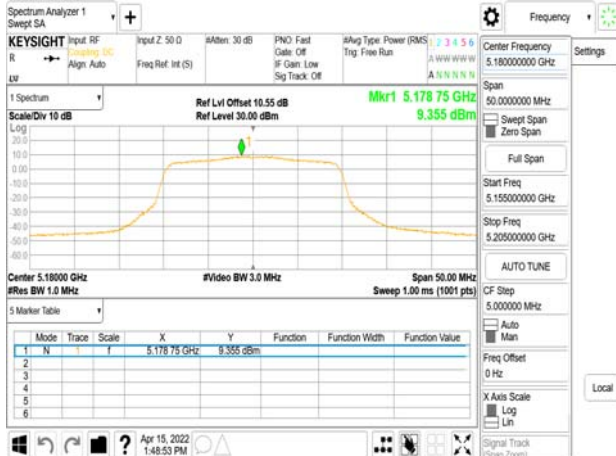 Spectrum Analyzer 1
Swept SA
+
Frequency
KEYSIGHT
R
LV
Input: RF
Coupling: DC
Align: Auto
Input Z: 50 Ω
Freq Ref: Int (S)
#Atten: 30 dB
PNO: Fast
Gate: Off
IF Gain: Low
Sig Track: Off
#Avg Type: Power (RMS
Trig: Free Run
1 2 3 4 5 6
A W W W W W
A N N N N N
Center Frequency
5.180000000 GHz
Settings
Span
50.0000000 MHz
Swept Span
Zero Span
Full Span
Start Freq
5.155000000 GHz
Stop Freq
5.205000000 GHz
AUTO TUNE
CF Step
5.000000 MHz
Auto
Man
Freq Offset
0 Hz
X Axis Scale
Log
Lin
Signal Track
(Span Zoom)
Local
1 Spectrum
Scale/Div 10 dB
Log
Ref Lvl Offset 10.55 dB
Ref Level 30.00 dBm
Mkr1 5.178 75 GHz
9.355 dBm
20.0
10.0
0.00
-10.0
-20.0
-30.0
-40.0
-50.0
-60.0
1
Center 5.18000 GHz
#Res BW 1.0 MHz
#Video BW 3.0 MHz
Span 50.00 MHz
Sweep 1.00 ms (1001 pts)
5 Marker Table
Mode Trace Scale X Y Function Function Width Function Value
1 N 1 f 5.178 75 GHz 9.355 dBm
2
3
4
5
6
?
Apr 15, 2022
1:48:53 PM